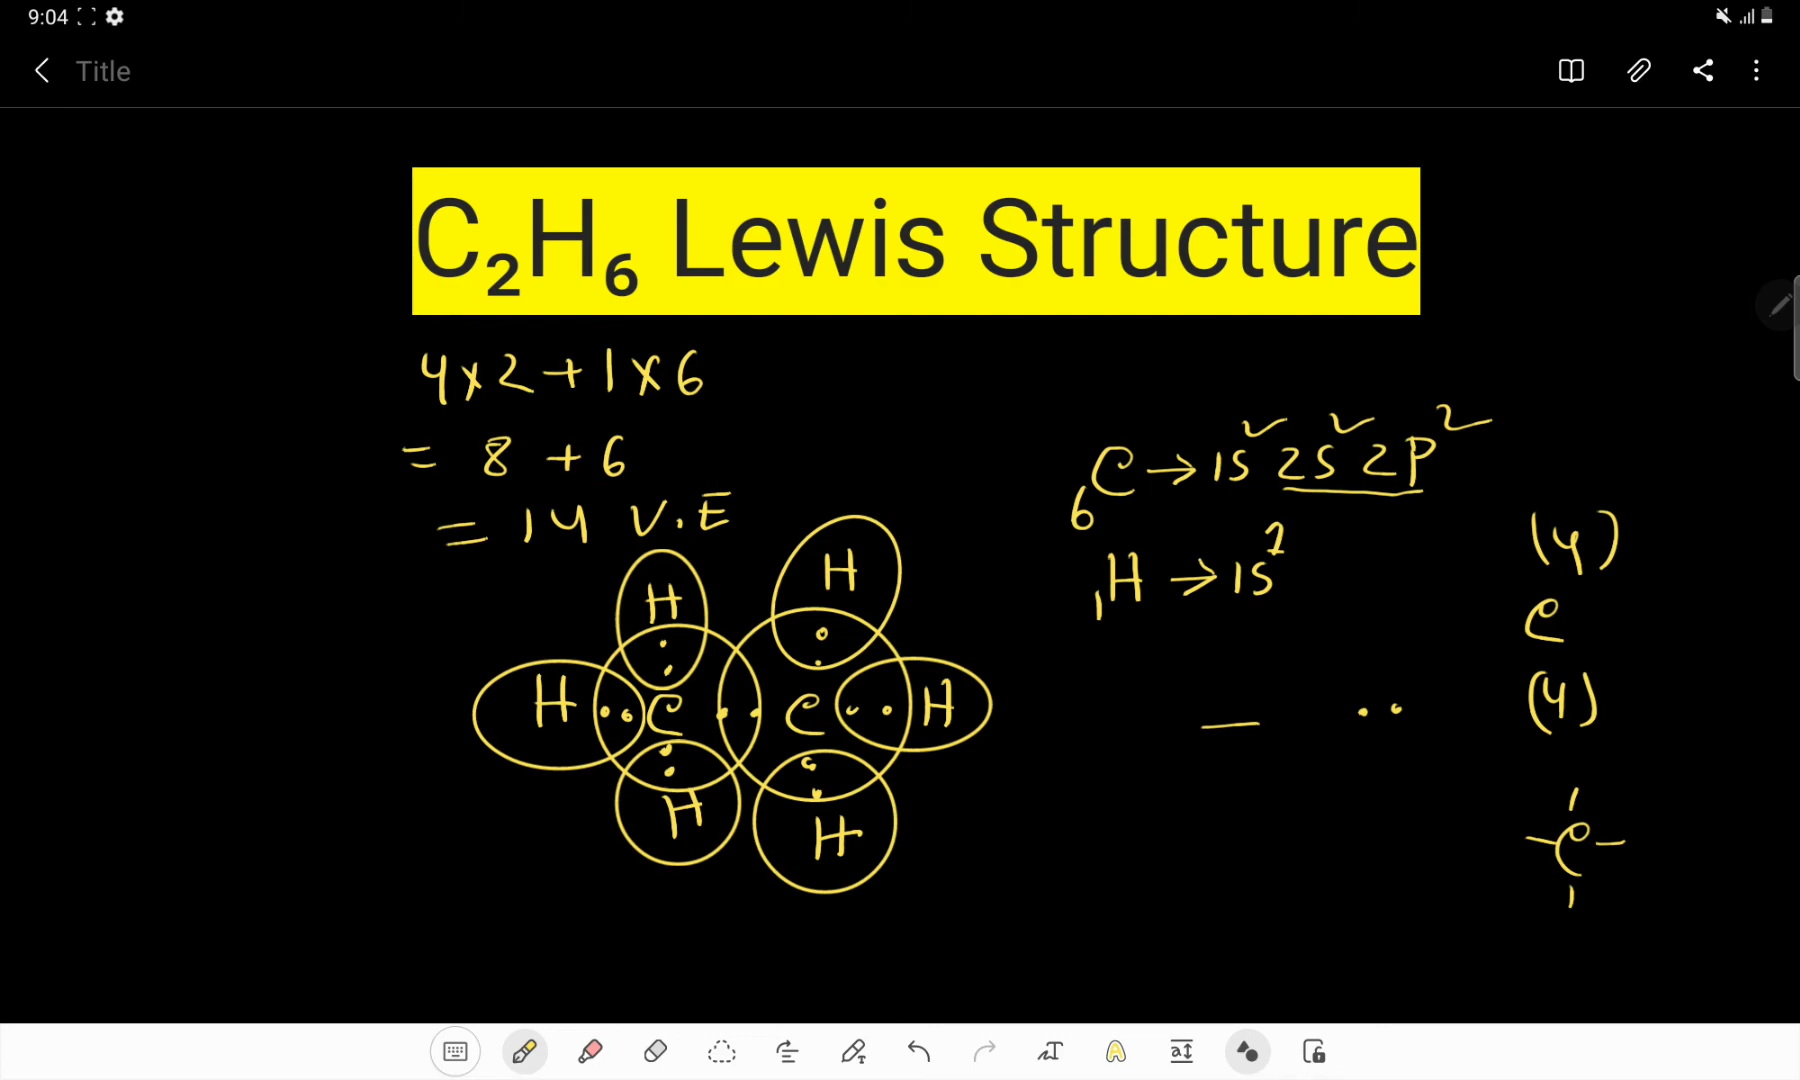 9:04
Title
C₂H₆ Lewis Structure
4×2+1×6
= 8 + 6
= 14 V.E
₆C → 1s² 2s² 2P²
₁H → 1s¹
(4)
C
(4)
H H
H : C : C : H
H H
— ··
C